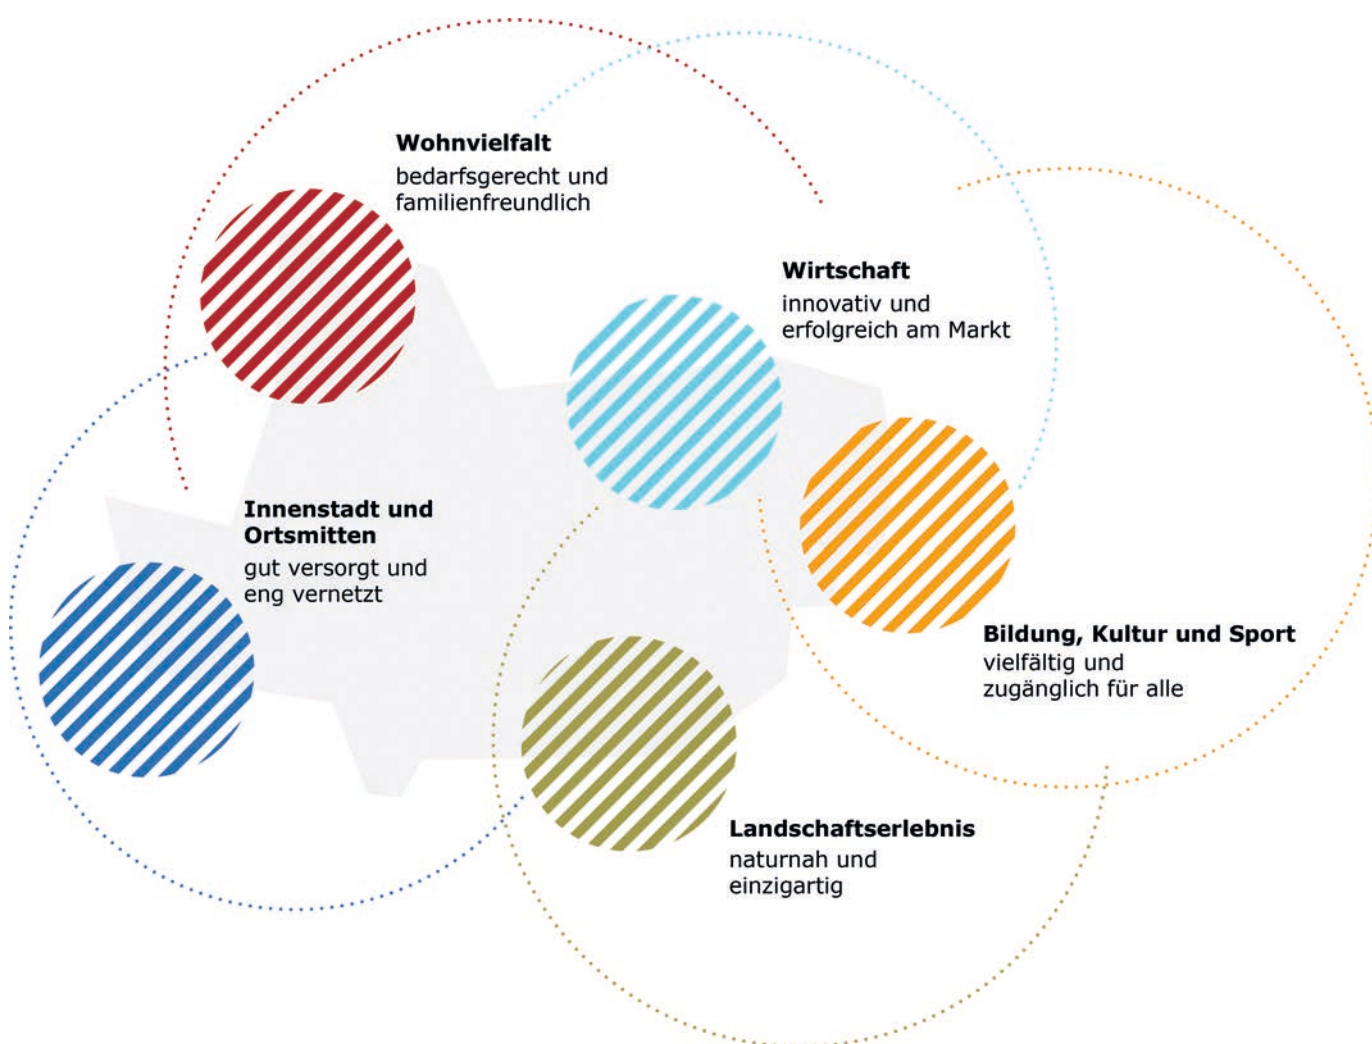 Wohnvielfalt
bedarfsgerecht und
familienfreundlich
Wirtschaft
innovativ und
erfolgreich am Markt
Innenstadt und
Ortsmitten
gut versorgt und
eng vernetzt
Bildung, Kultur und Sport
vielfältig und
zugänglich für alle
Landschaftserlebnis
naturnah und
einzigartig